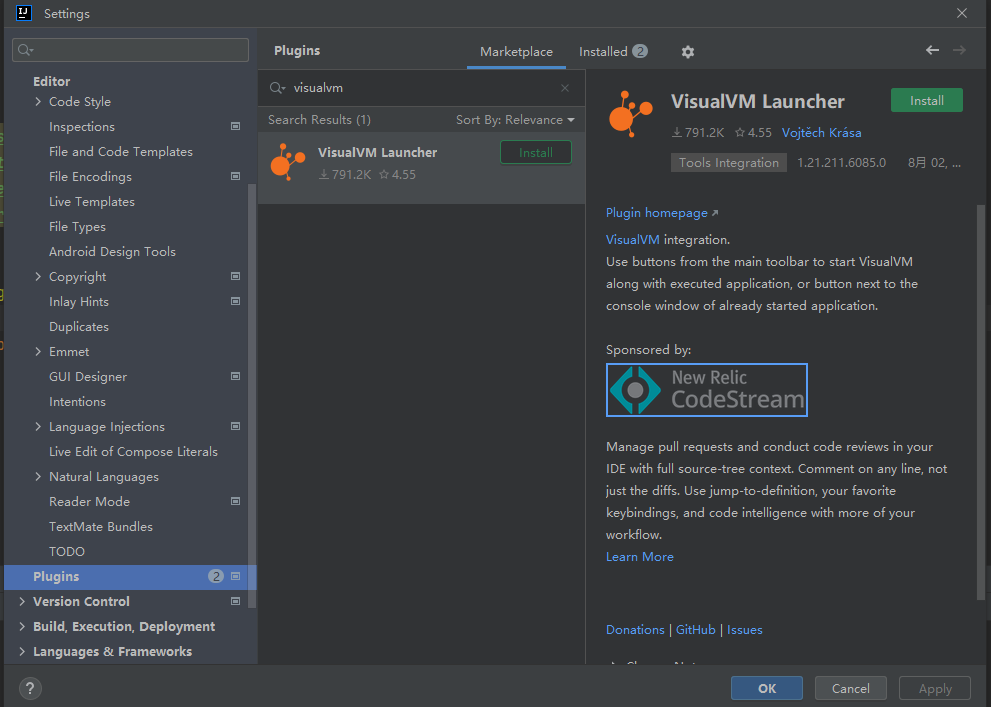 Settings
Editor
Code Style
Inspections
File and Code Templates
File Encodings
Live Templates
File Types
Android Design Tools
Copyright
Inlay Hints
Duplicates
Emmet
GUI Designer
Intentions
Language Injections
Live Edit of Compose Literals
Natural Languages
Reader Mode
TextMate Bundles
TODO
Plugins 2
Version Control
Build, Execution, Deployment
Languages & Frameworks
Plugins
Marketplace
Installed 2
visualvm
Search Results (1)
Sort By: Relevance
VisualVM Launcher
Install
791.2K 4.55
VisualVM Launcher
Install
791.2K 4.55 Vojtěch Krása
Tools Integration 1.21.211.6085.0 8月 02, ...
Plugin homepage
VisualVM integration.
Use buttons from the main toolbar to start VisualVM
along with executed application, or button next to the
console window of already started application.
Sponsored by:
New Relic
CodeStream
Manage pull requests and conduct code reviews in your
IDE with full source-tree context. Comment on any line, not
just the diffs. Use jump-to-definition, your favorite
keybindings, and code intelligence with more of your
workflow.
Learn More
Donations | GitHub | Issues
?
OK
Cancel
Apply